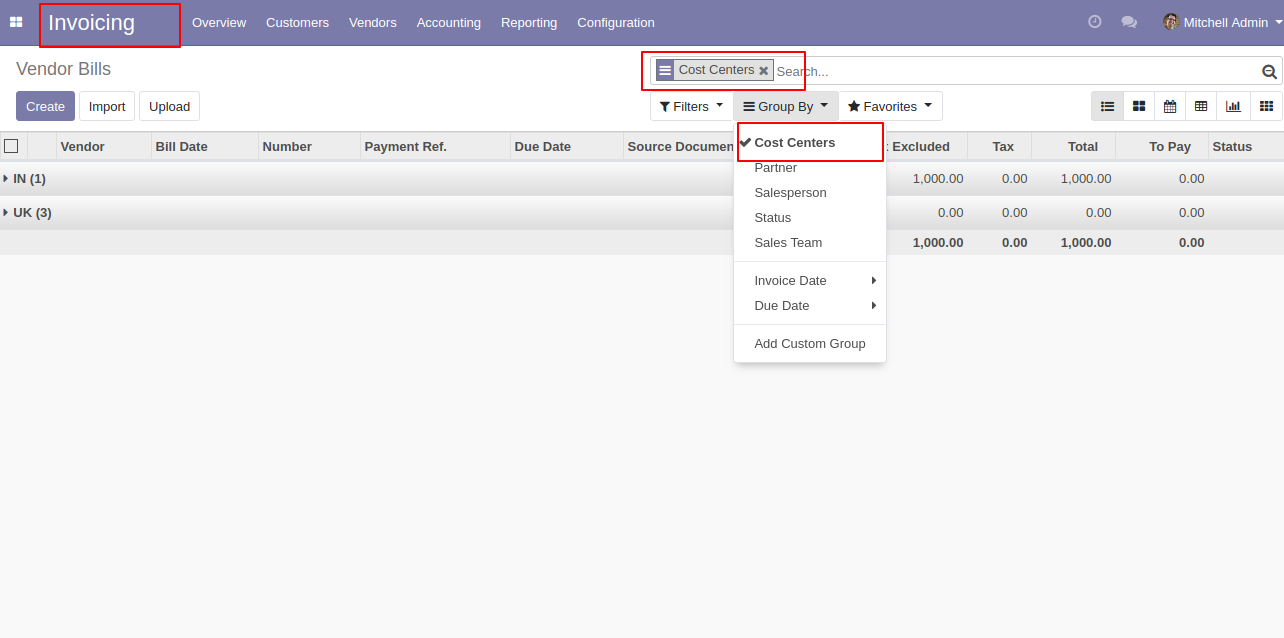 Invoicing Overview Customers Vendors Accounting Reporting Configuration Mitchell Admin
Vendor Bills
Cost Centers Search...
Create Import Upload Filters Group By Favorites
Vendor Bill Date Number Payment Ref. Due Date Source Documen Excluded Tax Total To Pay Status
IN (1) 1,000.00 0.00 1,000.00 0.00
UK (3) 0.00 0.00 0.00 0.00
1,000.00 0.00 1,000.00 0.00
Cost Centers
Partner
Salesperson
Status
Sales Team
Invoice Date
Due Date
Add Custom Group